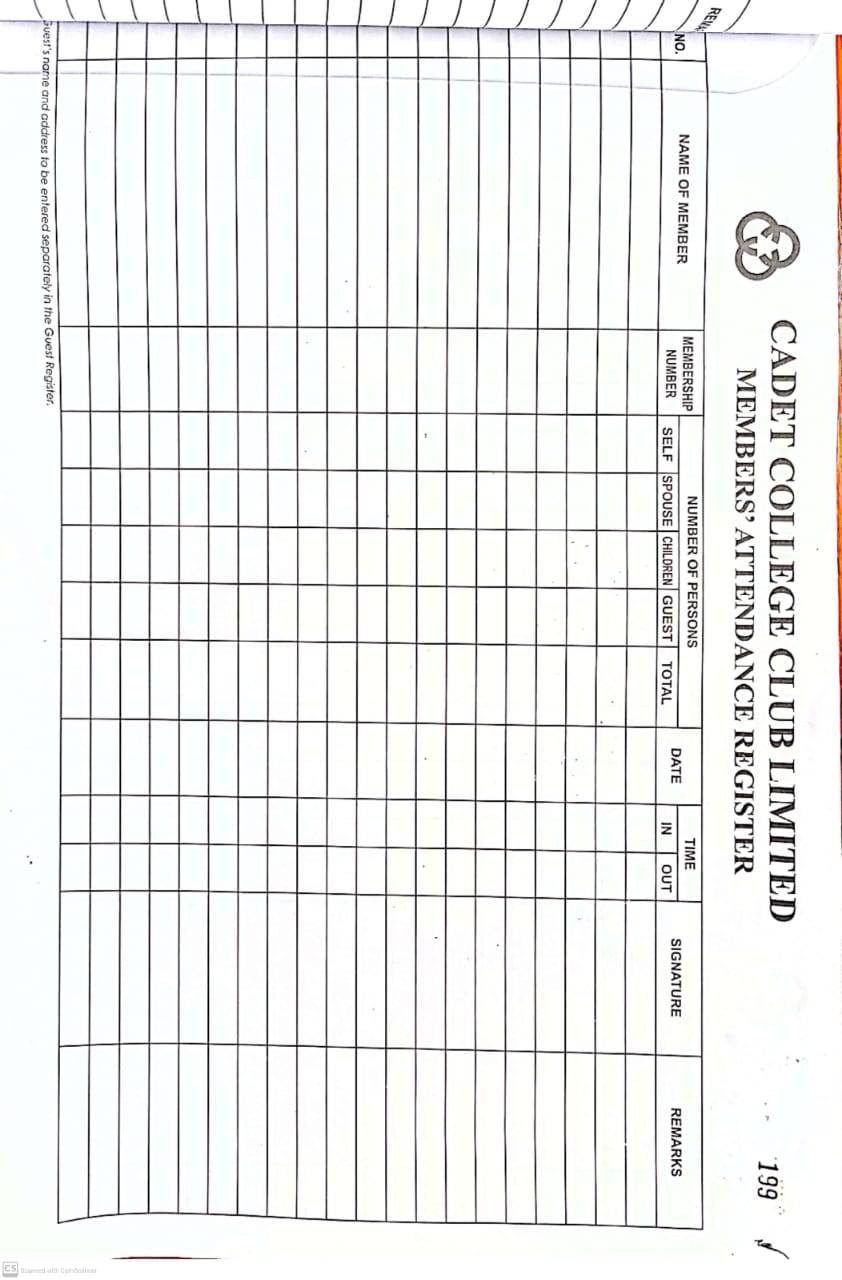 CADET COLLEGE CLUB LIMITED
199
MEMBERS' ATTENDANCE REGISTER
NO.
NAME OF MEMBER
MEMBERSHIP
NUMBER
NUMBER OF PERSONS
SELF SPOUSE CHILDREN GUEST TOTAL
DATE
TIME
IN OUT
SIGNATURE
REMARKS
Guest's name and address to be entered separately in the Guest Register.
CS Scanned with CamScanner